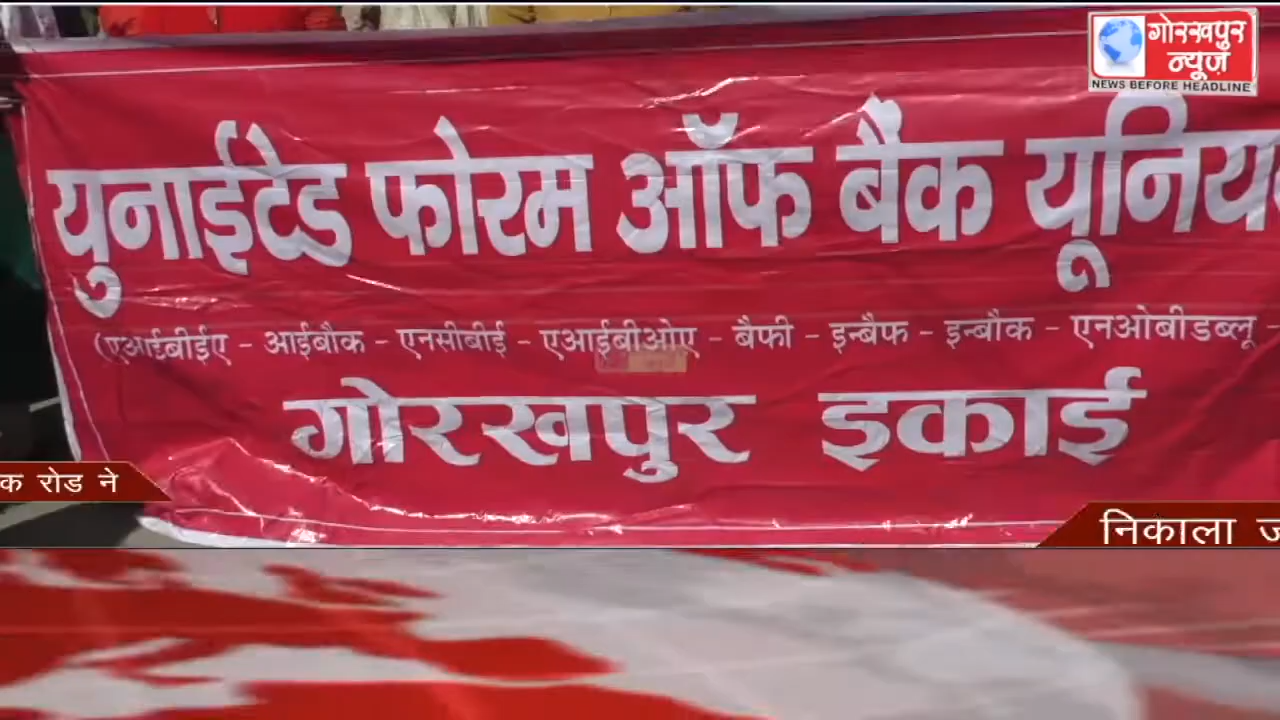 गोरखपुर
न्यूज़
NEWS BEFORE HEADLINE
युनाईटेड फोरम ऑफ बैंक
(एआईबीईए - आईबौक - एनसीबीई - एआईबीओए - बैफी - इन्बैफ - इन्बौक - एनओबीडब्लू -
गोरखपुर इकाई
रोड ने
निकाला